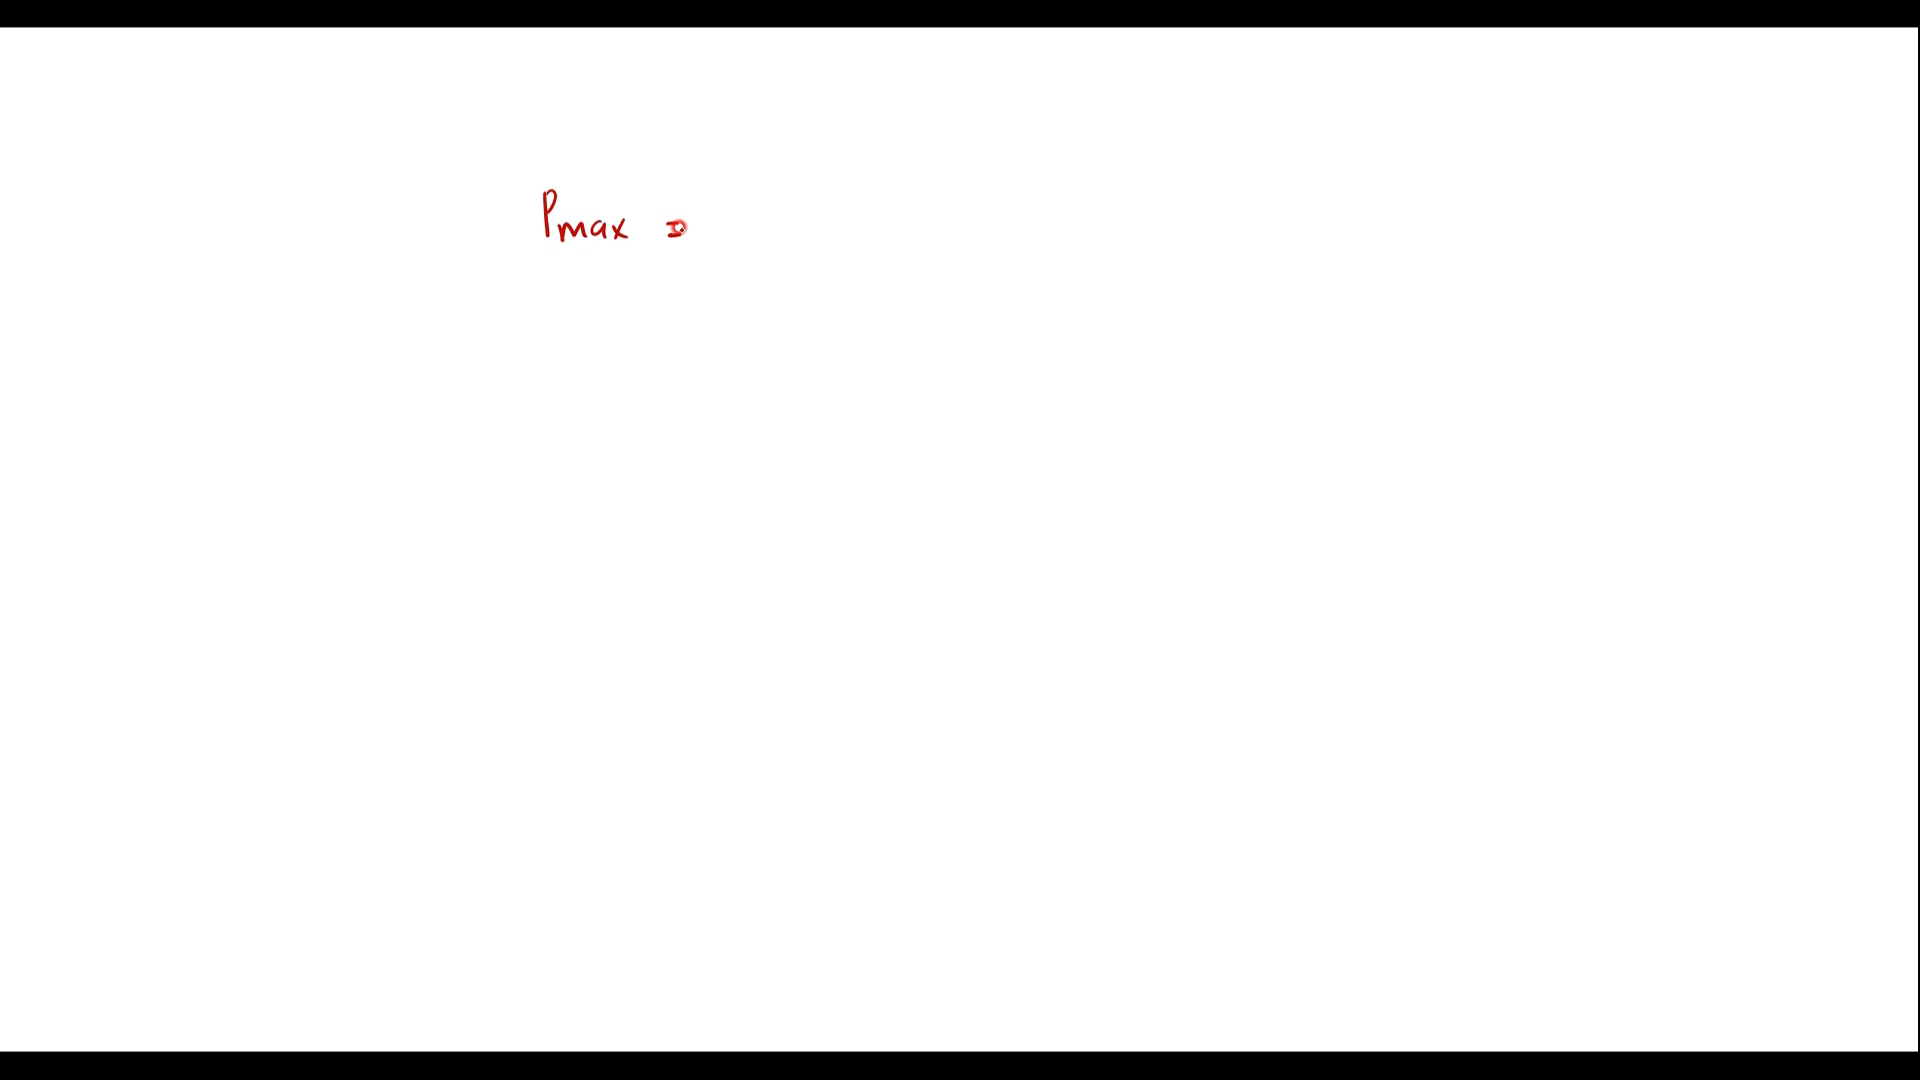 Pmax =